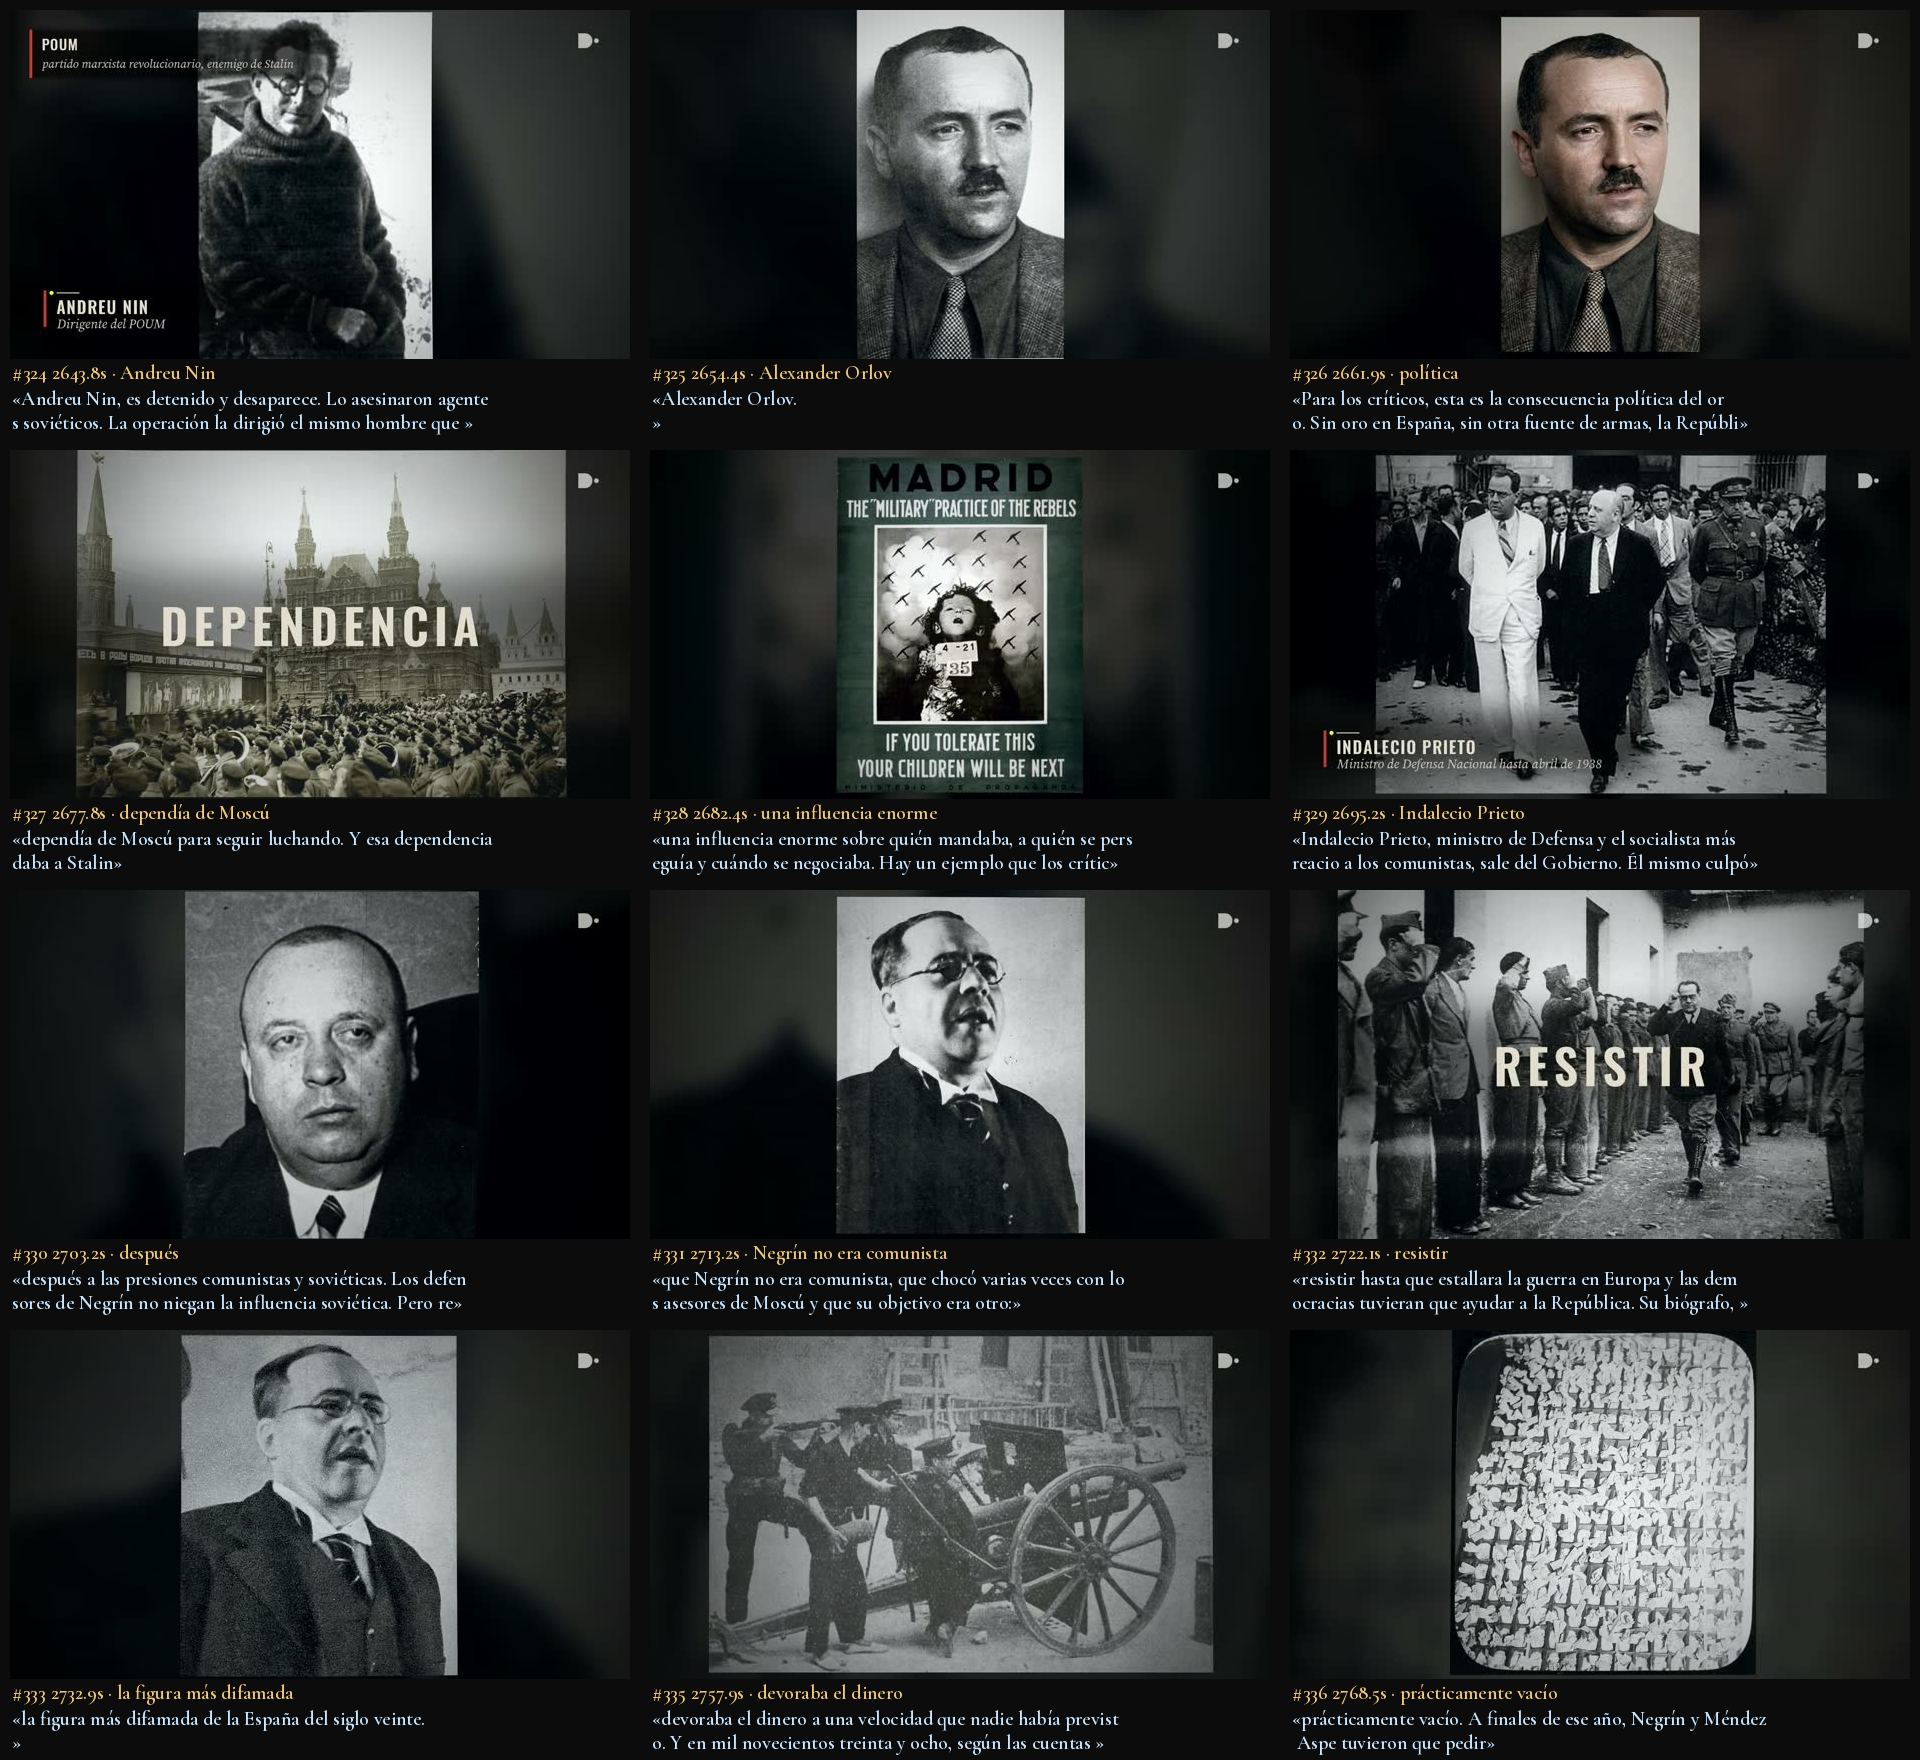 POUM
partido marxista revolucionario, enemigo de Stalin
ANDREU NIN
Dirigente del POUM
#324 2643.8s · Andreu Nin
«Andreu Nin, es detenido y desaparece. Lo asesinaron agente
s soviéticos. La operación la dirigió el mismo hombre que »
#325 2654.4s · Alexander Orlov
«Alexander Orlov.
»
#326 2661.9s · política
«Para los críticos, esta es la consecuencia política del or
o. Sin oro en España, sin otra fuente de armas, la Repúbli»
DEPENDENCIA
#327 2677.8s · dependía de Moscú
«dependía de Moscú para seguir luchando. Y esa dependencia
daba a Stalin»
MADRID
THE "MILITARY" PRACTICE OF THE REBELS
4 -21
35
IF YOU TOLERATE THIS
YOUR CHILDREN WILL BE NEXT
MINISTERIO DE PROPAGANDA
#328 2682.4s · una influencia enorme
«una influencia enorme sobre quién mandaba, a quién se pers
eguía y cuándo se negociaba. Hay un ejemplo que los crític»
INDALECIO PRIETO
Ministro de Defensa Nacional hasta abril de 1938
#329 2695.2s · Indalecio Prieto
«Indalecio Prieto, ministro de Defensa y el socialista más
reacio a los comunistas, sale del Gobierno. Él mismo culpó»
#330 2703.2s · después
«después a las presiones comunistas y soviéticas. Los defen
sores de Negrín no niegan la influencia soviética. Pero re»
#331 2713.2s · Negrín no era comunista
«que Negrín no era comunista, que chocó varias veces con lo
s asesores de Moscú y que su objetivo era otro:»
RESISTIR
#332 2722.1s · resistir
«resistir hasta que estallara la guerra en Europa y las dem
ocracias tuvieran que ayudar a la República. Su biógrafo, »
#333 2732.9s · la figura más difamada
«la figura más difamada de la España del siglo veinte.
»
#335 2757.9s · devoraba el dinero
«devoraba el dinero a una velocidad que nadie había previst
o. Y en mil novecientos treinta y ocho, según las cuentas »
#336 2768.5s · prácticamente vacío
«prácticamente vacío. A finales de ese año, Negrín y Méndez
Aspe tuvieron que pedir»